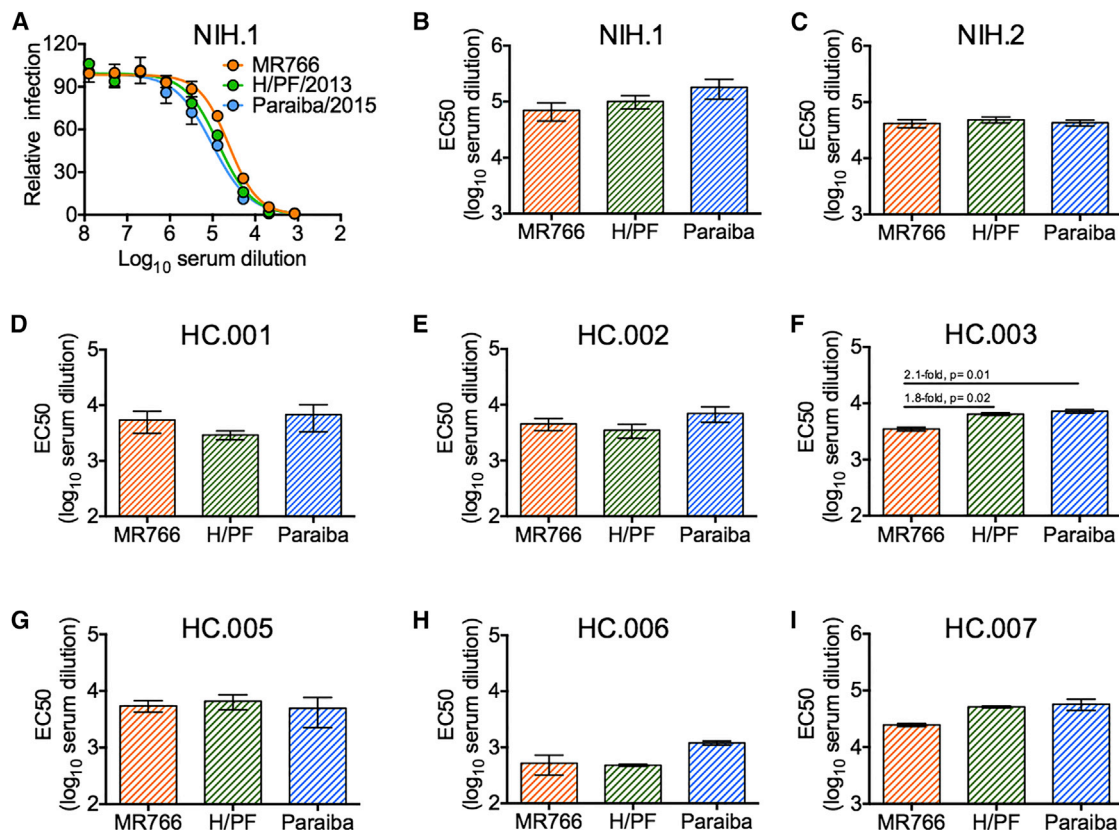 A
NIH.1
Relative infection
120
90
60
30
0
8 7 6 5 4 3 2
Log10 serum dilution
MR766
H/PF/2013
Paraiba/2015
B
NIH.1
EC50
(log10 serum dilution)
6
5
4
3
MR766 H/PF Paraiba
C
NIH.2
EC50
(log10 serum dilution)
6
5
4
3
MR766 H/PF Paraiba
D
HC.001
EC50
(log10 serum dilution)
5
4
3
2
MR766 H/PF Paraiba
E
HC.002
EC50
(log10 serum dilution)
5
4
3
2
MR766 H/PF Paraiba
F
HC.003
EC50
(log10 serum dilution)
5
4
3
2
2.1-fold, p= 0.01
1.8-fold, p= 0.02
MR766 H/PF Paraiba
G
HC.005
EC50
(log10 serum dilution)
5
4
3
2
MR766 H/PF Paraiba
H
HC.006
EC50
(log10 serum dilution)
5
4
3
2
MR766 H/PF Paraiba
I
HC.007
EC50
(log10 serum dilution)
6
5
4
3
MR766 H/PF Paraiba